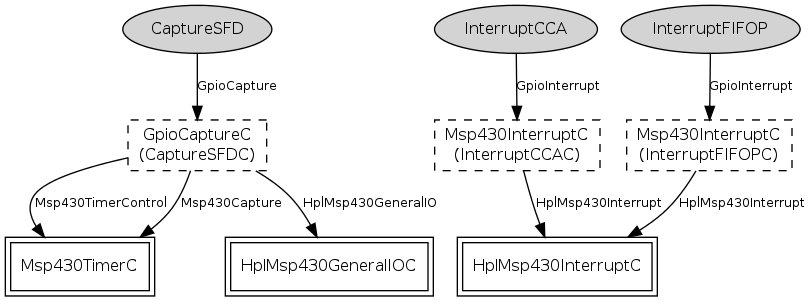 CaptureSFD
InterruptCCA
InterruptFIFOP
GpioCapture
GpioInterrupt
GpioInterrupt
GpioCaptureC
(CaptureSFDC)
Msp430InterruptC
(InterruptCCAC)
Msp430InterruptC
(InterruptFIFOPC)
Msp430TimerControl
Msp430Capture
HplMsp430GeneralIO
HplMsp430Interrupt
HplMsp430Interrupt
Msp430TimerC
HplMsp430GeneralIOC
HplMsp430InterruptC